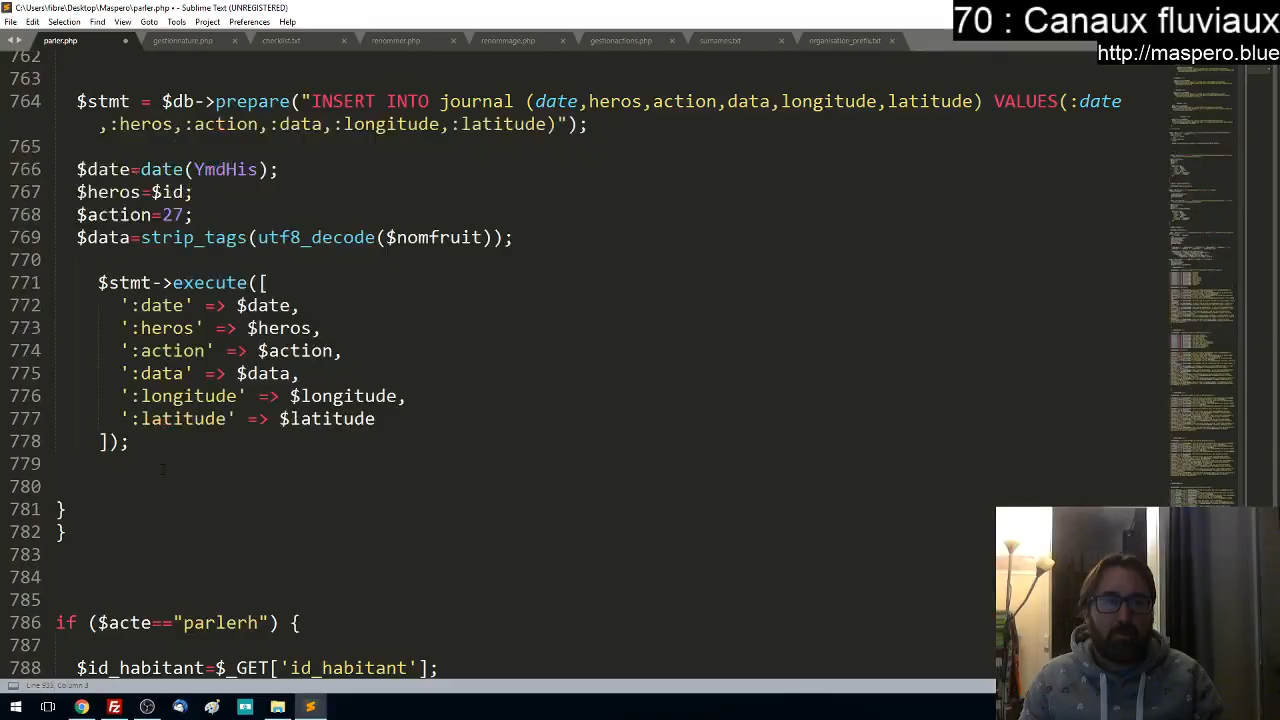 C:\Users\fibre\Desktop\Maspero\parler.php • - Sublime Text (UNREGISTERED)
File Edit Selection Find View Goto Tools Project Preferences Help
70 : Canaux fluviaux
http://maspero.blue
parler.php gestionnature.php checklist.txt renommer.php renommage.php gestionactions.php surnames.txt organisation_prefix.txt
762
763
764 $stmt = $db->prepare("INSERT INTO journal (date,heros,action,data,longitude,latitude) VALUES(:date
,:heros,:action,:data,:longitude,:latitude)");
765
766 $date=date(YmdHis);
767 $heros=$id;
768 $action=27;
769 $data=strip_tags(utf8_decode($nomfruit));
770
771 $stmt->execute([
772 ':date' => $date,
773 ':heros' => $heros,
774 ':action' => $action,
775 ':data' => $data,
776 ':longitude' => $longitude,
777 ':latitude' => $latitude
778 ]);
779
780
781 }
782 }
783
784
785
786 if ($acte=="parlerh") {
787
788 $id_habitant=$_GET['id_habitant'];
Line 935, Column 3